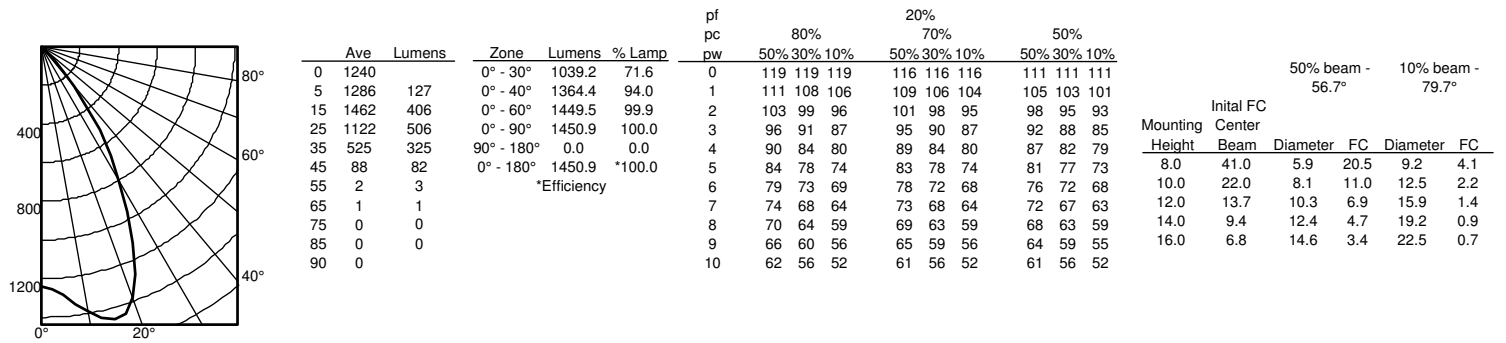 400
800
1200
0°
20°
80°
60°
40°
Ave Lumens
0 1240
5 1286 127
15 1462 406
25 1122 506
35 525 325
45 88 82
55 2 3
65 1 1
75 0 0
85 0 0
90 0
Zone Lumens % Lamp
0° - 30° 1039.2 71.6
0° - 40° 1364.4 94.0
0° - 60° 1449.5 99.9
0° - 90° 1450.9 100.0
90° - 180° 0.0 0.0
0° - 180° 1450.9 *100.0
*Efficiency
pf 20%
pc 80% 70% 50%
pw 50% 30% 10% 50% 30% 10% 50% 30% 10%
0 119 119 119 116 116 116 111 111 111
1 111 108 106 109 106 104 105 103 101
2 103 99 96 101 98 95 98 95 93
3 96 91 87 95 90 87 92 88 85
4 90 84 80 89 84 80 87 82 79
5 84 78 74 83 78 74 81 77 73
6 79 73 69 78 72 68 76 72 68
7 74 68 64 73 68 64 72 67 63
8 70 64 59 69 63 59 68 63 59
9 66 60 56 65 59 56 64 59 55
10 62 56 52 61 56 52 61 56 52
50% beam - 10% beam -
56.7° 79.7°
Inital FC
Mounting Center
Height Beam Diameter FC Diameter FC
8.0 41.0 5.9 20.5 9.2 4.1
10.0 22.0 8.1 11.0 12.5 2.2
12.0 13.7 10.3 6.9 15.9 1.4
14.0 9.4 12.4 4.7 19.2 0.9
16.0 6.8 14.6 3.4 22.5 0.7